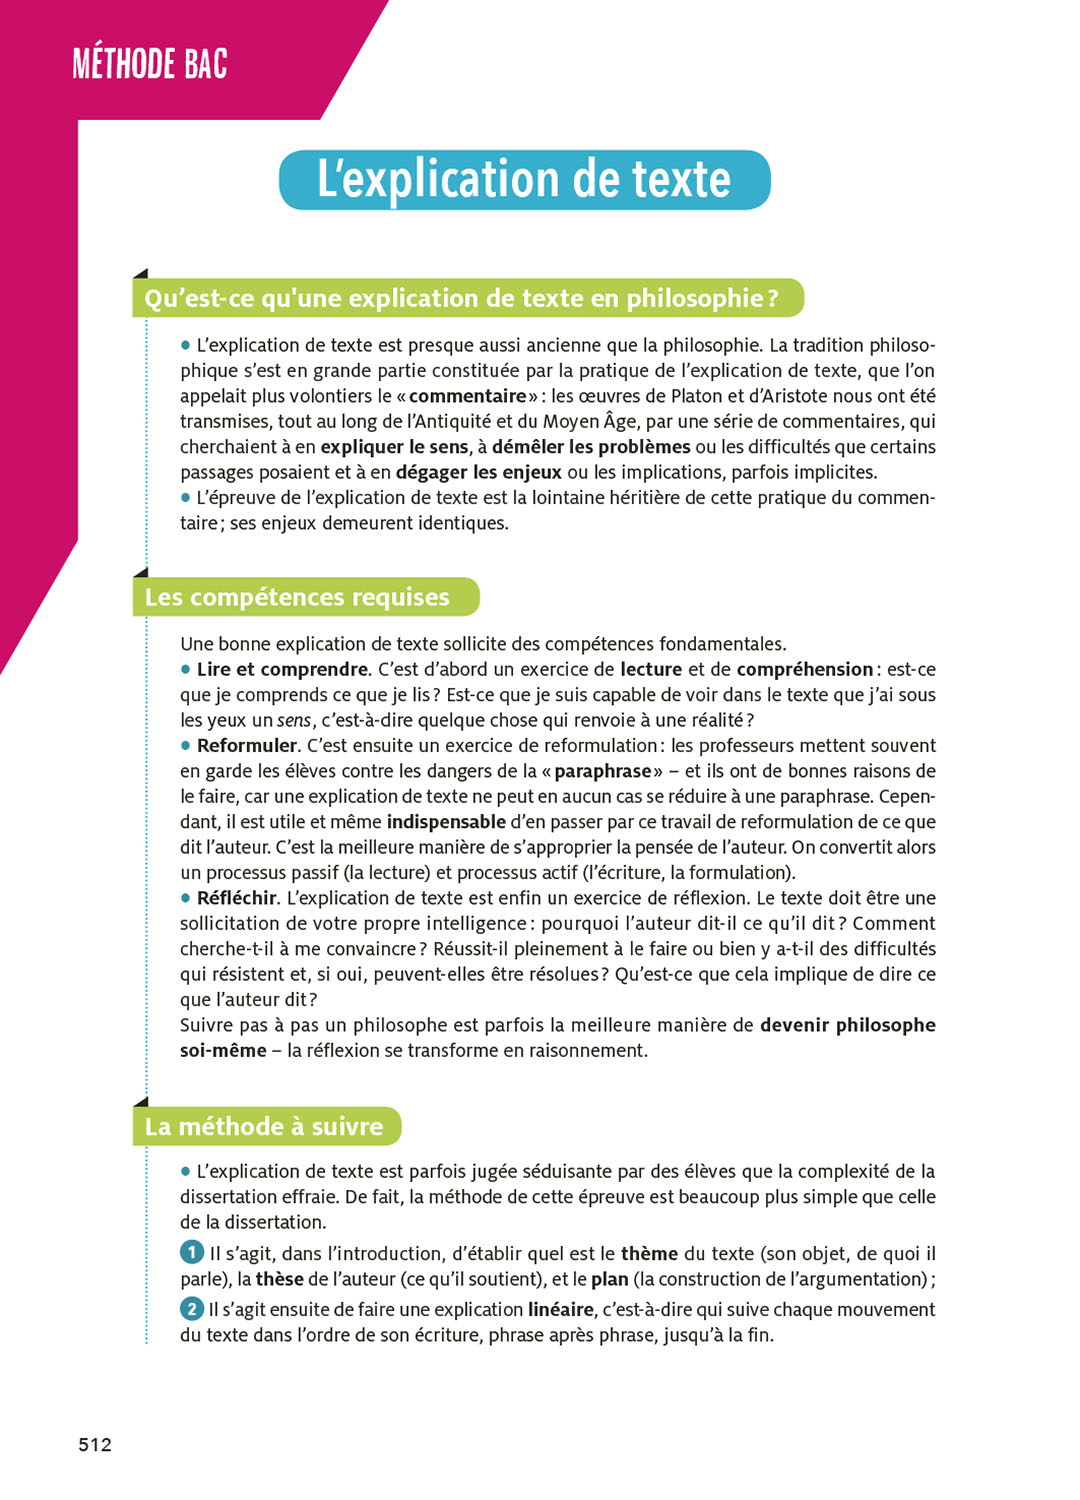 MÉTHODE BAC
L’explication de texte
Qu’est-ce qu'une explication de texte en philosophie ?
• L’explication de texte est presque aussi ancienne que la philosophie. La tradition philoso-
phique s’est en grande partie constituée par la pratique de l’explication de texte, que l’on
appelait plus volontiers le « commentaire » : les œuvres de Platon et d’Aristote nous ont été
transmises, tout au long de l’Antiquité et du Moyen Âge, par une série de commentaires, qui
cherchaient à en expliquer le sens, à démêler les problèmes ou les difficultés que certains
passages posaient et à en dégager les enjeux ou les implications, parfois implicites.
• L’épreuve de l’explication de texte est la lointaine héritière de cette pratique du commen-
taire ; ses enjeux demeurent identiques.
Les compétences requises
Une bonne explication de texte sollicite des compétences fondamentales.
• Lire et comprendre. C’est d’abord un exercice de lecture et de compréhension : est-ce
que je comprends ce que je lis ? Est-ce que je suis capable de voir dans le texte que j’ai sous
les yeux un sens, c’est-à-dire quelque chose qui renvoie à une réalité ?
• Reformuler. C’est ensuite un exercice de reformulation : les professeurs mettent souvent
en garde les élèves contre les dangers de la « paraphrase » – et ils ont de bonnes raisons de
le faire, car une explication de texte ne peut en aucun cas se réduire à une paraphrase. Cepen-
dant, il est utile et même indispensable d’en passer par ce travail de reformulation de ce que
dit l’auteur. C’est la meilleure manière de s’approprier la pensée de l’auteur. On convertit alors
un processus passif (la lecture) et processus actif (l’écriture, la formulation).
• Réfléchir. L’explication de texte est enfin un exercice de réflexion. Le texte doit être une
sollicitation de votre propre intelligence : pourquoi l’auteur dit-il ce qu’il dit ? Comment
cherche-t-il à me convaincre ? Réussit-il pleinement à le faire ou bien y a-t-il des difficultés
qui résistent et, si oui, peuvent-elles être résolues ? Qu’est-ce que cela implique de dire ce
que l’auteur dit ?
Suivre pas à pas un philosophe est parfois la meilleure manière de devenir philosophe
soi-même – la réflexion se transforme en raisonnement.
La méthode à suivre
• L’explication de texte est parfois jugée séduisante par des élèves que la complexité de la
dissertation effraie. De fait, la méthode de cette épreuve est beaucoup plus simple que celle
de la dissertation.
1 Il s’agit, dans l’introduction, d’établir quel est le thème du texte (son objet, de quoi il
parle), la thèse de l’auteur (ce qu’il soutient), et le plan (la construction de l’argumentation) ;
2 Il s’agit ensuite de faire une explication linéaire, c’est-à-dire qui suive chaque mouvement
du texte dans l’ordre de son écriture, phrase après phrase, jusqu’à la fin.
512